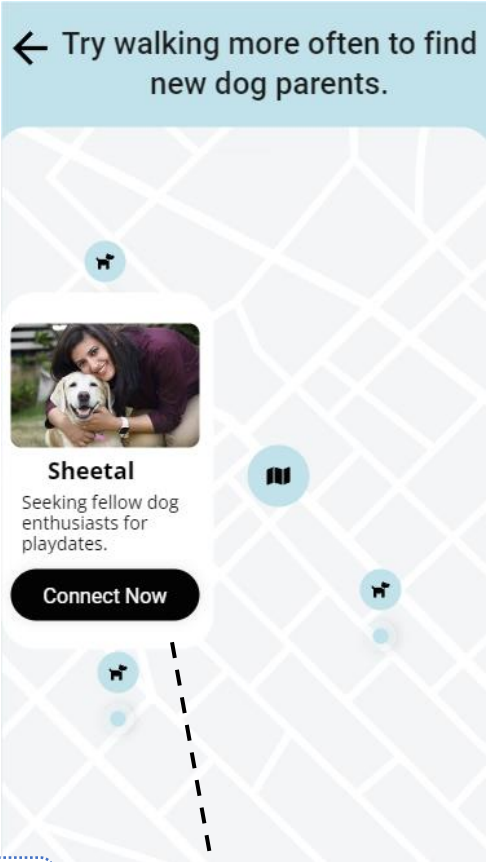 Try walking more often to find
new dog parents.
Sheetal
Seeking fellow dog
enthusiasts for
playdates.
Connect Now